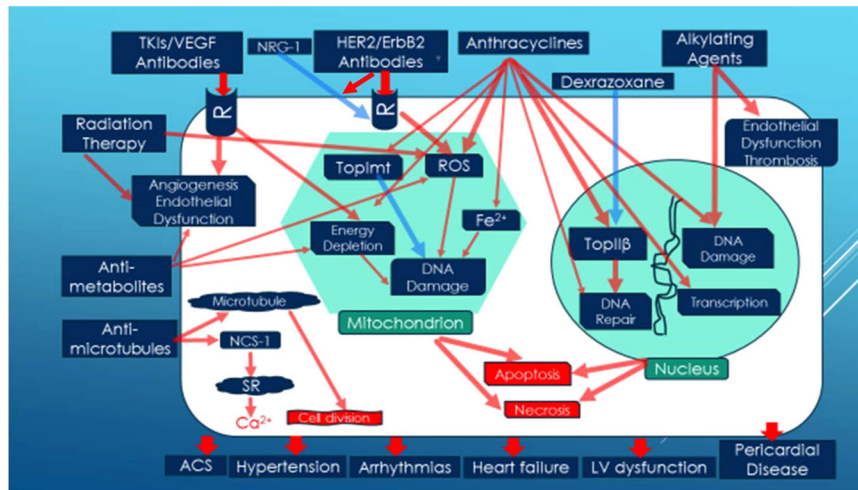 TKIs/VEGF
Antibodies
NRG-1
HER2/ErbB2
Antibodies
Anthracyclines
Alkylating
Agents
Dexrazoxane
R
R
Radiation
Therapy
Endothelial
Dysfunction
Thrombosis
TopImt
ROS
Angiogenesis
Endothelial
Dysfunction
Energy
Depletion
Fe²⁺
TopIIβ
DNA
Damage
DNA
Damage
Anti-
metabolites
Microtubule
DNA
Repair
Transcription
Mitochondrion
Anti-
microtubules
NCS-1
Nucleus
Apoptosis
SR
Necrosis
Ca²⁺
Cell division
ACS
Hypertension
Arrhythmias
Heart failure
LV dysfunction
Pericardial
Disease